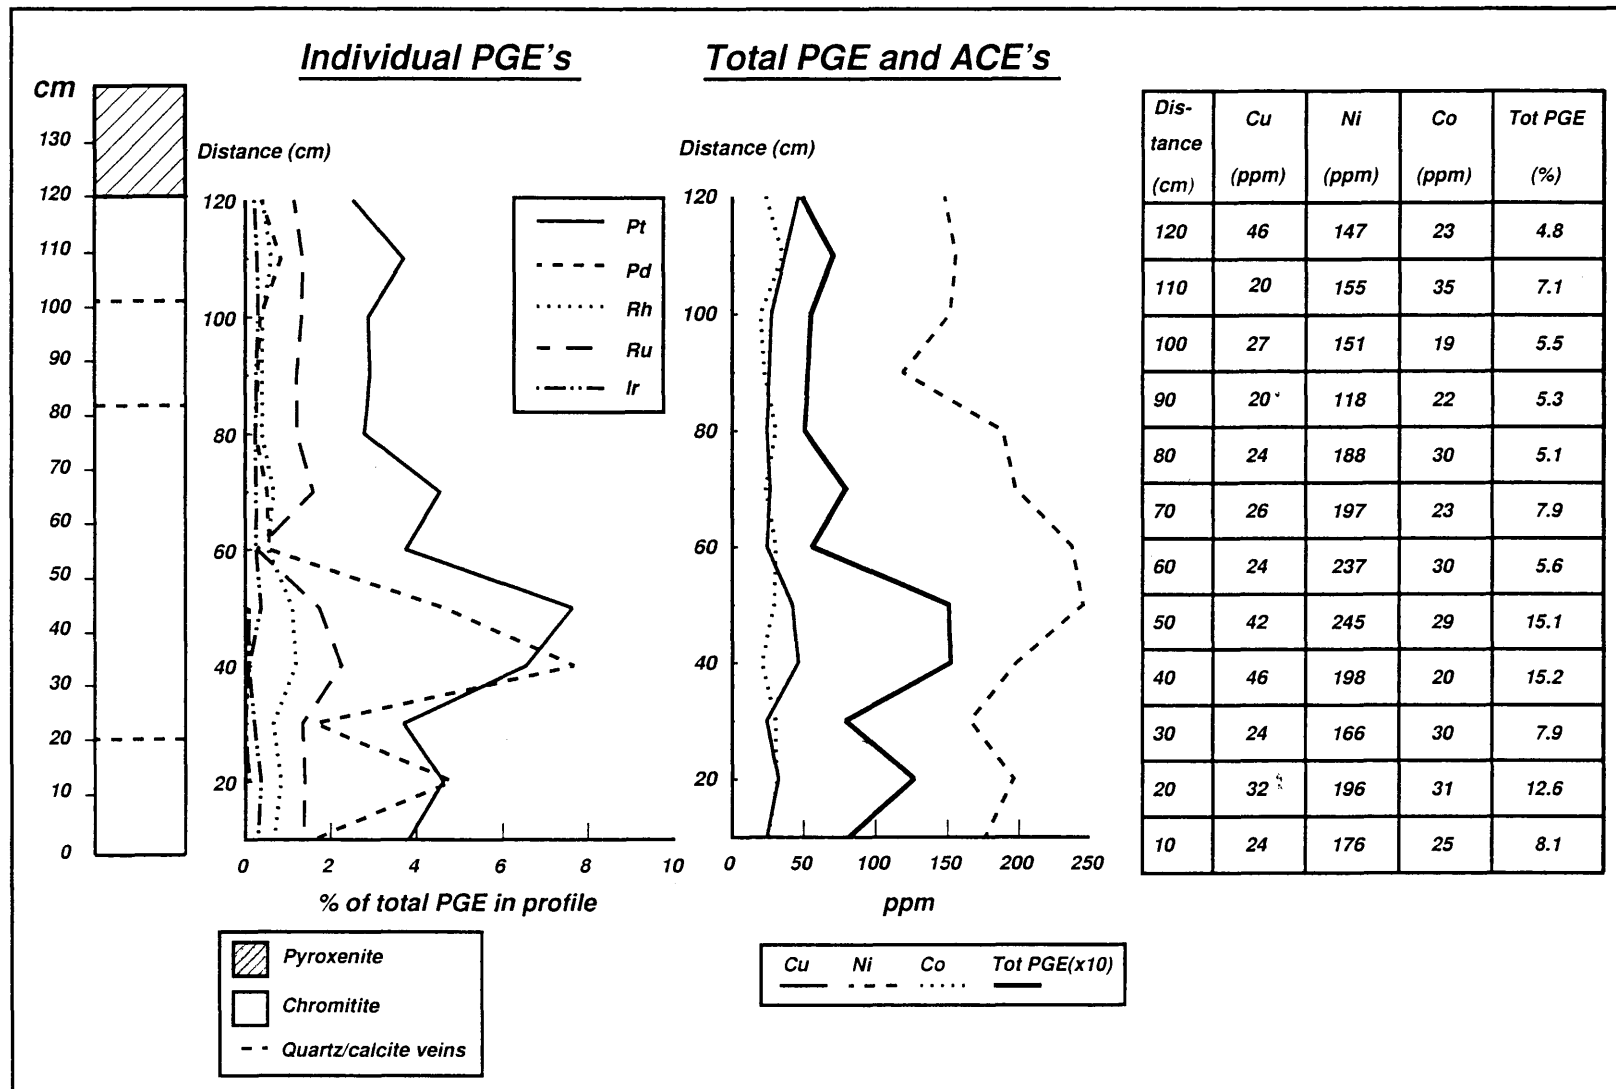 Individual PGE's
Total PGE and ACE's
cm
130
120
110
100
90
80
70
60
50
40
30
20
10
0
Distance (cm)
120
100
80
60
40
20
0
2
4
6
8
10
% of total PGE in profile
Pt
Pd
Rh
Ru
Ir
Pyroxenite
Chromitite
Quartz/calcite veins
Distance (cm)
120
100
80
60
40
20
0
50
100
150
200
250
ppm
Cu Ni Co Tot PGE(x10)
Dis- Cu Ni Co Tot PGE
tance
(cm) (ppm) (ppm) (ppm) (%)
120 46 147 23 4.8
110 20 155 35 7.1
100 27 151 19 5.5
90 20 118 22 5.3
80 24 188 30 5.1
70 26 197 23 7.9
60 24 237 30 5.6
50 42 245 29 15.1
40 46 198 20 15.2
30 24 166 30 7.9
20 32 196 31 12.6
10 24 176 25 8.1